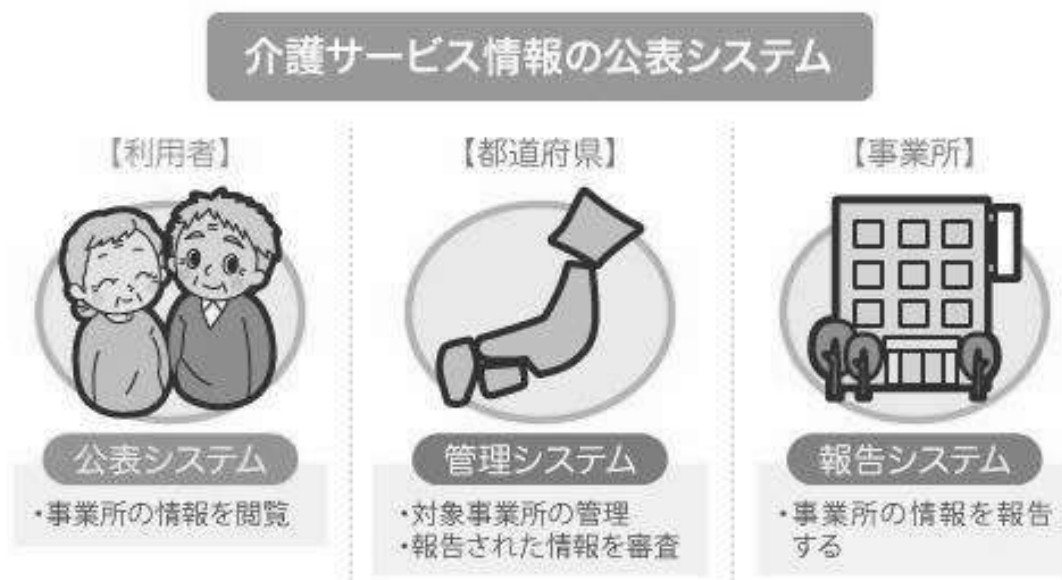 介護サービス情報の公表システム
【利用者】
公表システム
・事業所の情報を閲覧
【都道府県】
管理システム
・対象事業所の管理
・報告された情報を審査
【事業所】
報告システム
・事業所の情報を報告
する